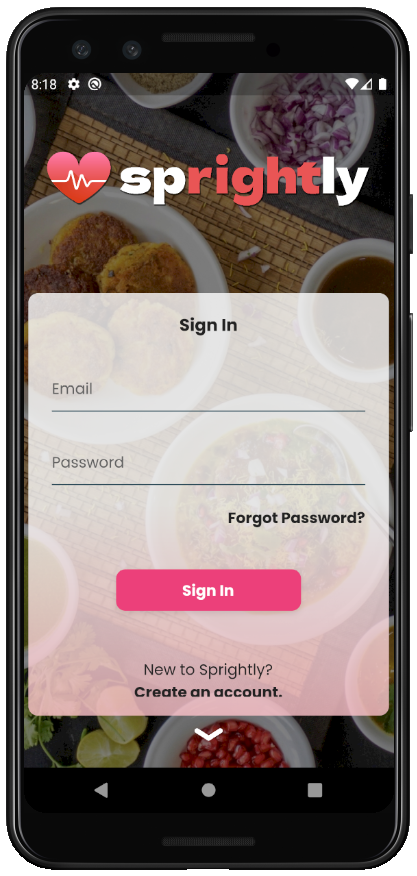 8:18
sprightly
Sign In
Email
Password
Forgot Password?
Sign In
New to Sprightly?
Create an account.